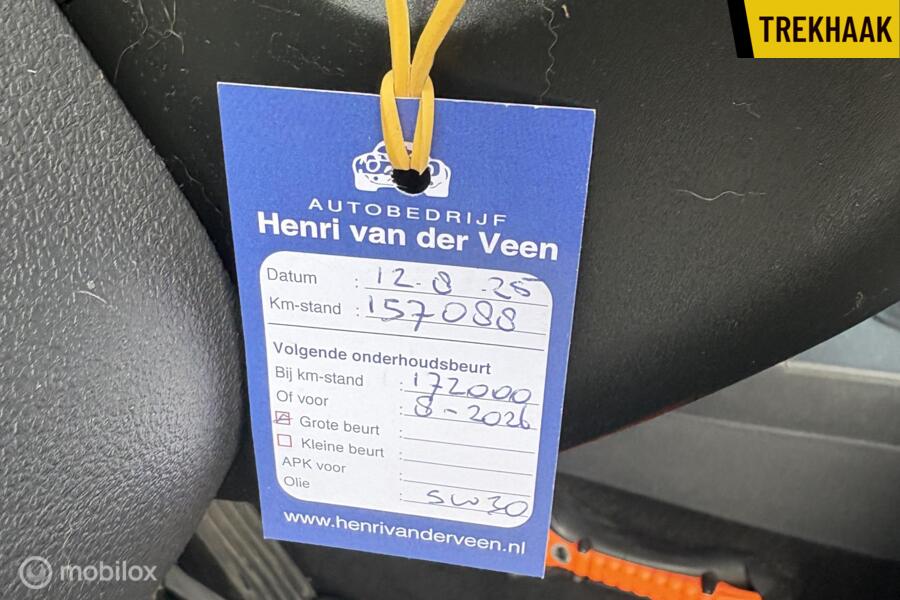 TREKHAAK
AUTOBEDRIJF
Henri van der Veen
Datum : 12-8-25
Km-stand : 157088
Volgende onderhoudsbeurt
Bij km-stand : 172000
Of voor : 8-2026
Grote beurt :
Kleine beurt :
APK voor :
Olie : 5W30
www.henrivanderveen.nl
mobilox